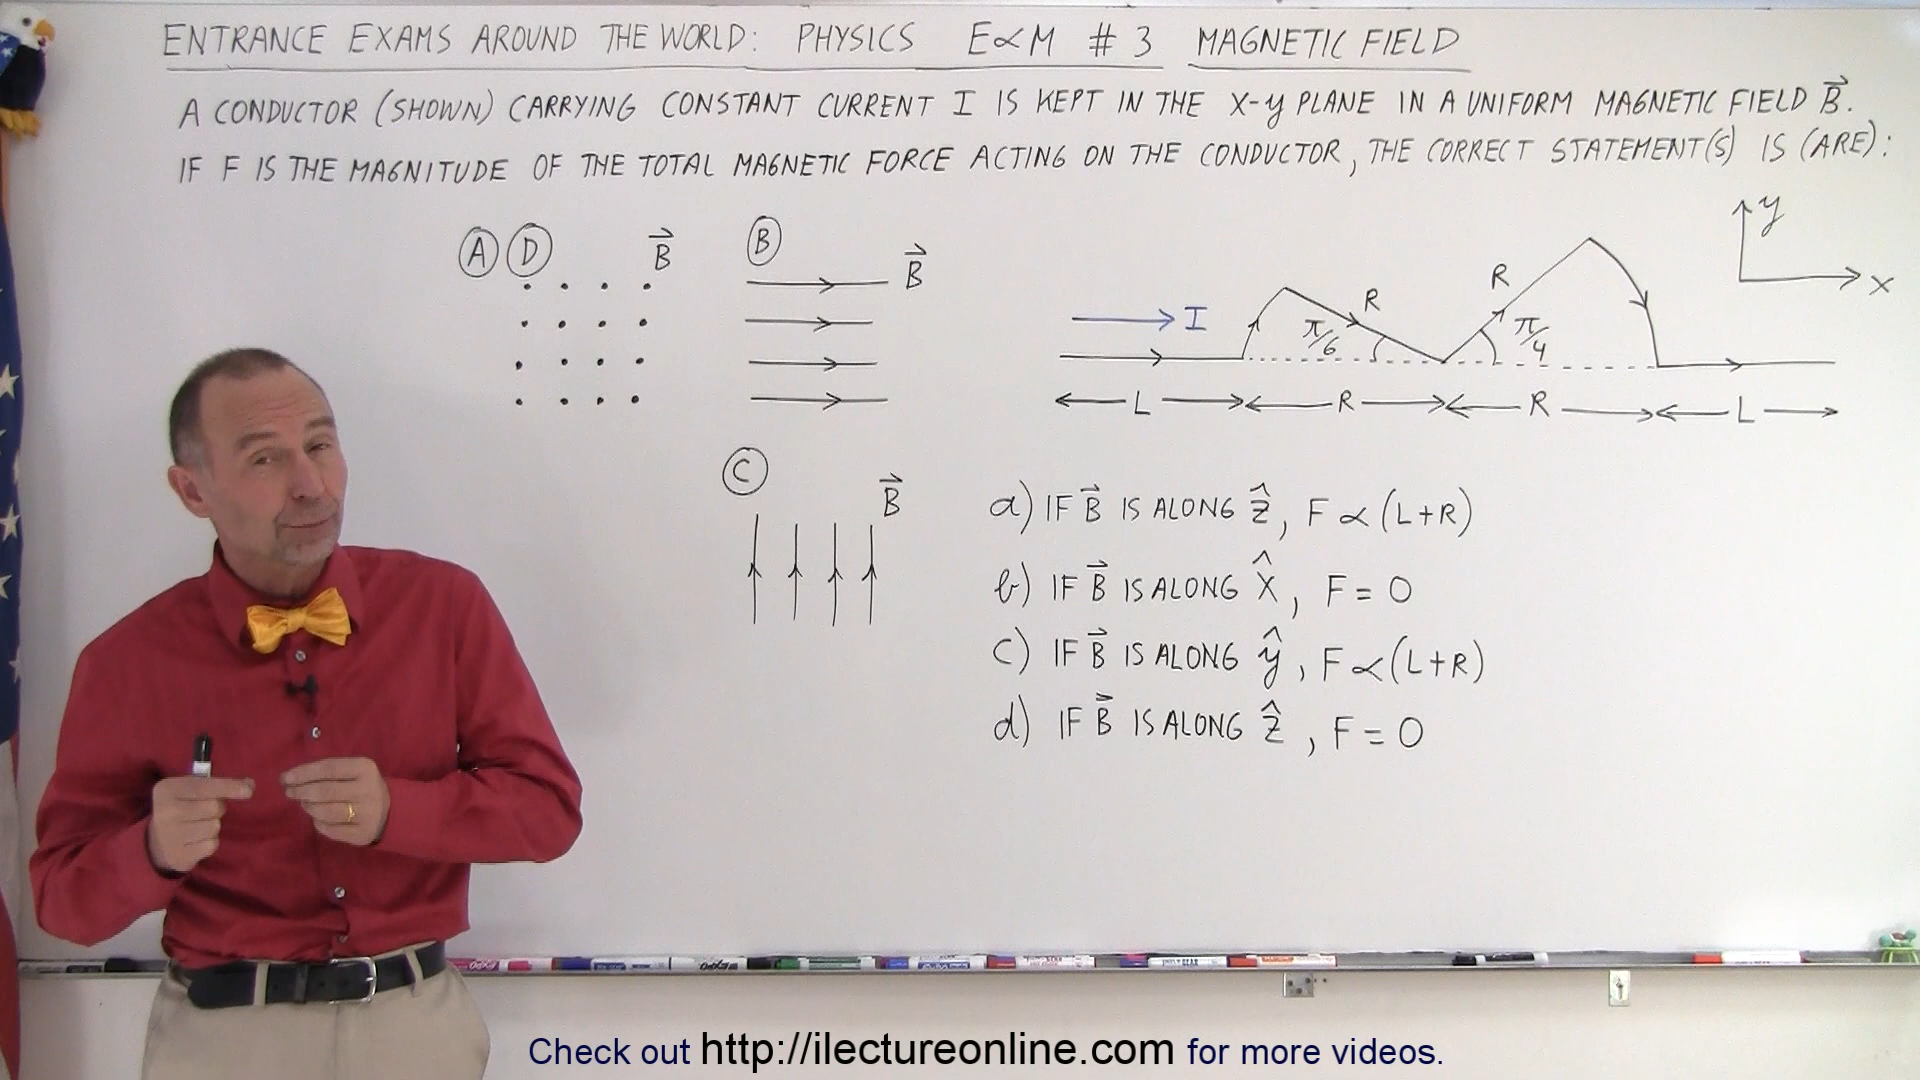 ENTRANCE EXAMS AROUND THE WORLD: PHYSICS E∝M # 3 MAGNETIC FIELD
A CONDUCTOR (SHOWN) CARRYING CONSTANT CURRENT I IS KEPT IN THE X-y PLANE IN A UNIFORM MAGNETIC FIELD B⃗.
IF F IS THE MAGNITUDE OF THE TOTAL MAGNETIC FORCE ACTING ON THE CONDUCTOR, THE CORRECT STATEMENT(S) IS (ARE):
A D B⃗
B B⃗
C B⃗
y
x
I
R π/6
R π/4
L R R L
a) IF B⃗ IS ALONG ẑ, F ∝ (L+R)
b) IF B⃗ IS ALONG x̂, F = 0
c) IF B⃗ IS ALONG ŷ, F ∝ (L+R)
d) IF B⃗ IS ALONG ẑ, F = 0
Check out http://ilectureonline.com for more videos.